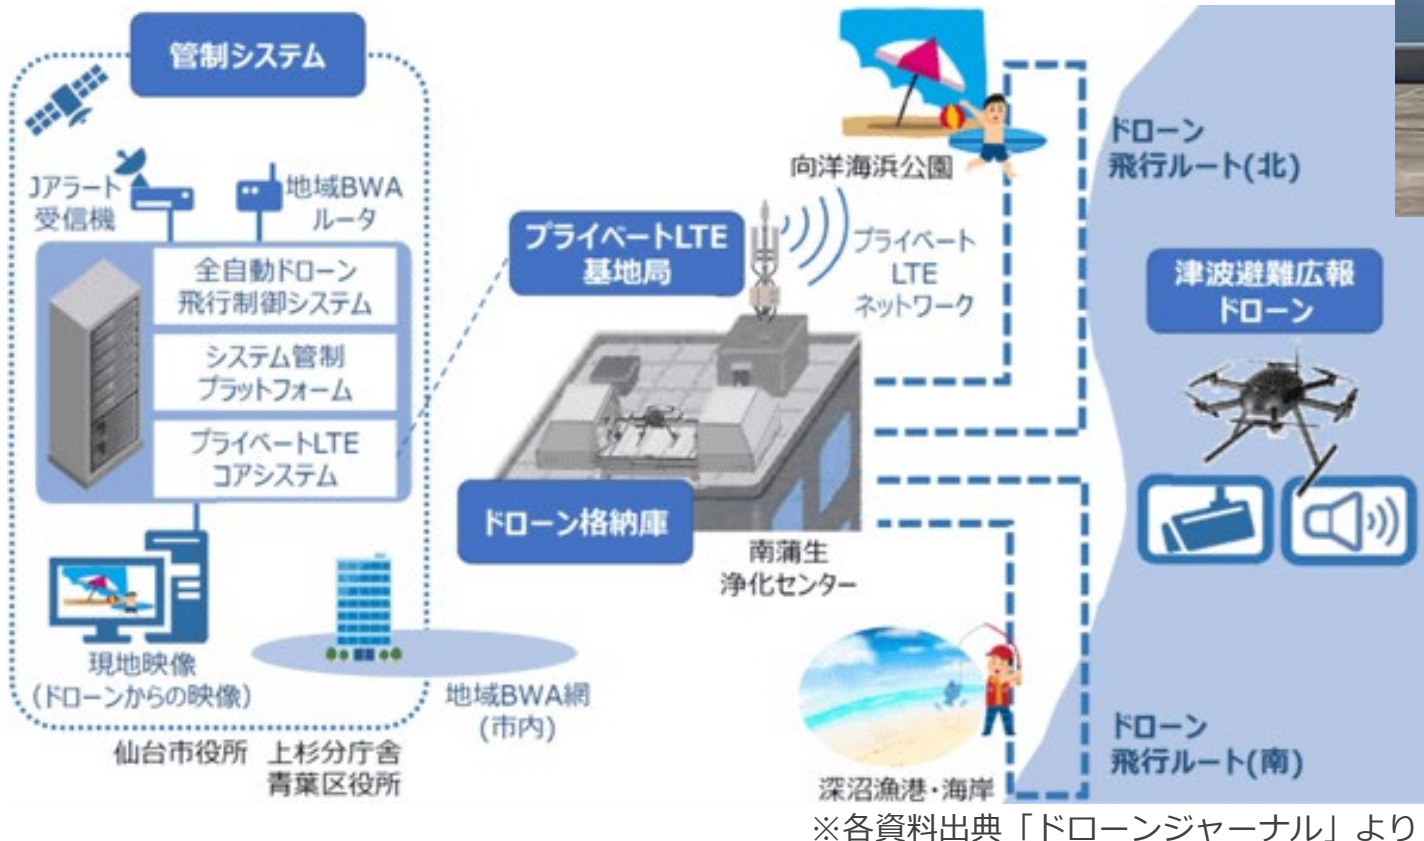 管制システム
Jアラート
受信機
地域BWA
ルータ
全自動ドローン
飛行制御システム
システム管制
プラットフォーム
プライベートLTE
コアシステム
現地映像
(ドローンからの映像)
仙台市役所
上杉分庁舎
青葉区役所
地域BWA網
(市内)
プライベートLTE
基地局
プライベート
LTE
ネットワーク
ドローン格納庫
南蒲生
浄化センター
向洋海浜公園
深沼漁港・海岸
ドローン
飛行ルート(北)
津波避難広報
ドローン
ドローン
飛行ルート(南)
※各資料出典「ドローンジャーナル」より